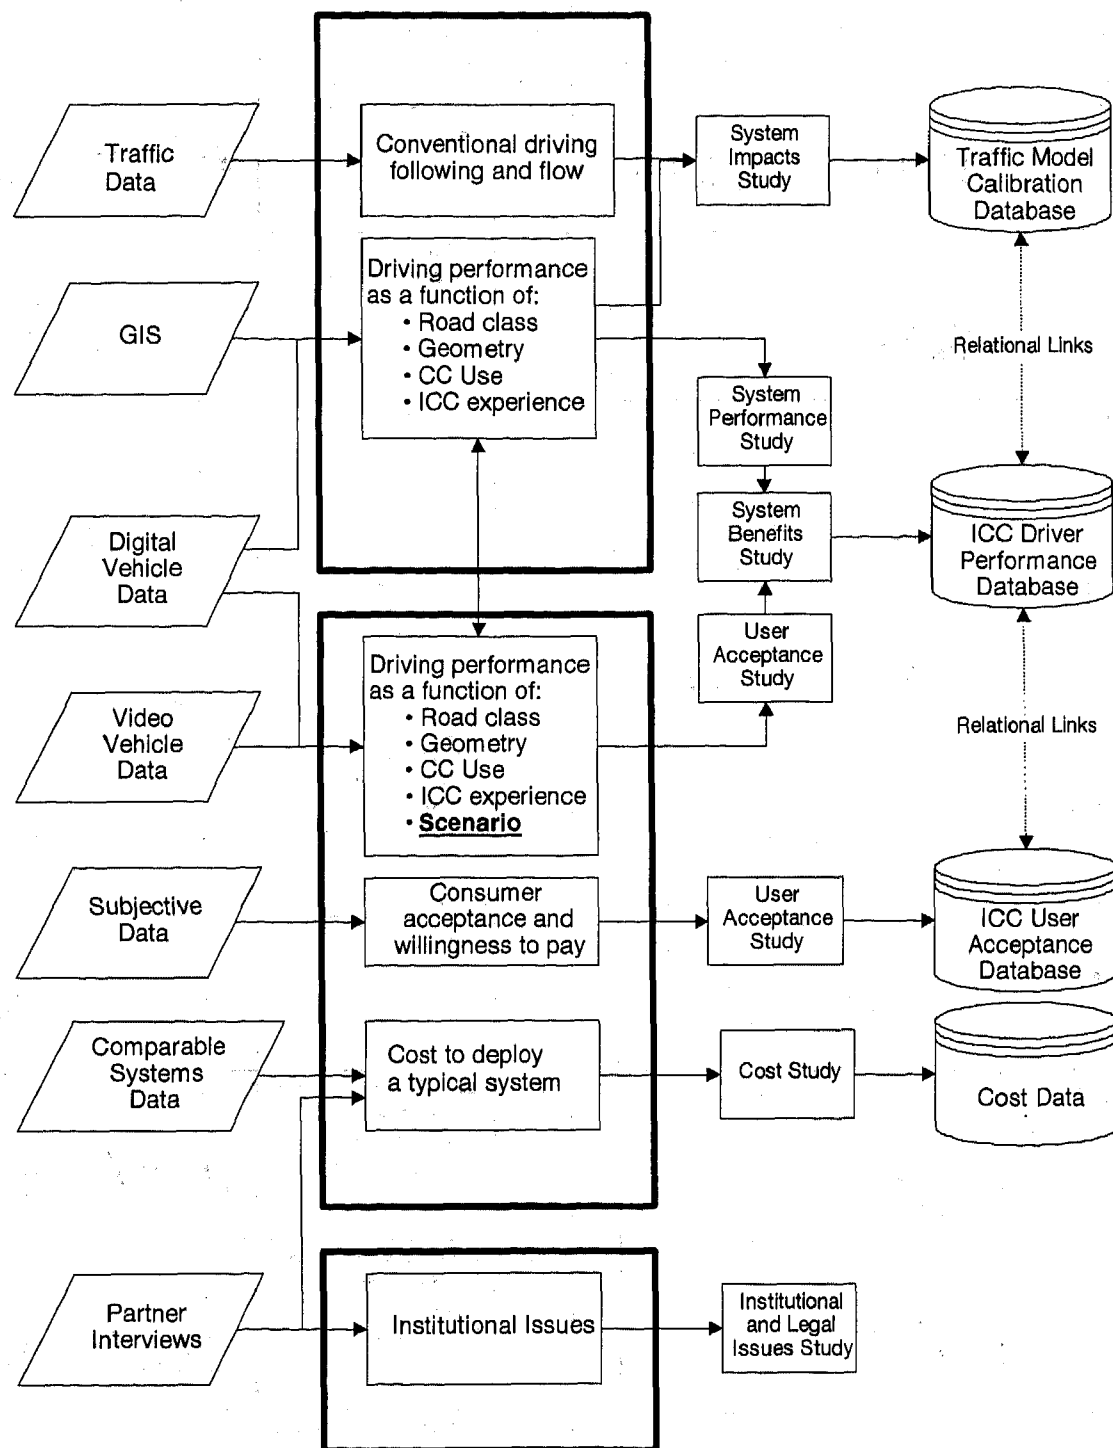 Traffic
Data
Conventional driving
following and flow
System
Impacts
Study
Traffic Model
Calibration
Database
GIS
Driving performance
as a function of:
• Road class
• Geometry
• CC Use
• ICC experience
Relational Links
System
Performance
Study
Digital
Vehicle
Data
System
Benefits
Study
ICC Driver
Performance
Database
Video
Vehicle
Data
Driving performance
as a function of:
• Road class
• Geometry
• CC Use
• ICC experience
• Scenario
User
Acceptance
Study
Relational Links
Subjective
Data
Consumer
acceptance and
willingness to pay
User
Acceptance
Study
ICC User
Acceptance
Database
Comparable
Systems
Data
Cost to deploy
a typical system
Cost Study
Cost Data
Partner
Interviews
Institutional Issues
Institutional
and Legal
Issues Study